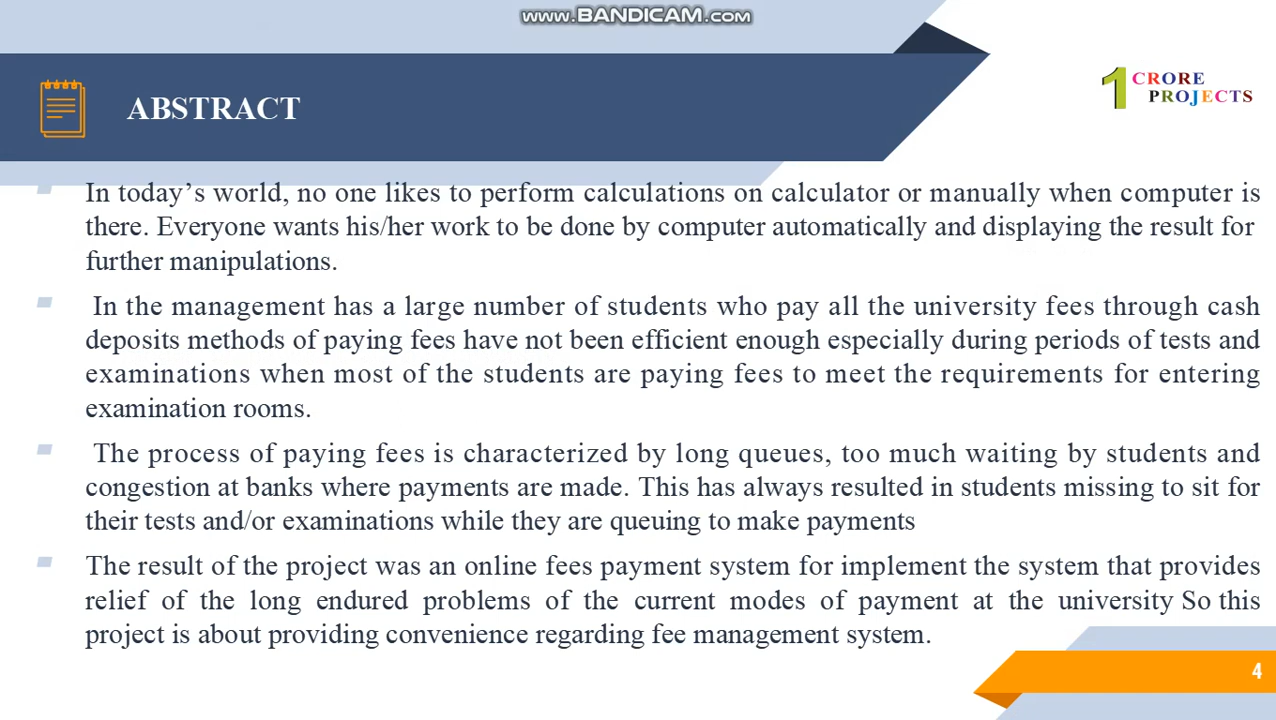 www.BANDICAM.com
1 CRORE
PROJECTS
ABSTRACT
In today’s world, no one likes to perform calculations on calculator or manually when computer is
there. Everyone wants his/her work to be done by computer automatically and displaying the result for
further manipulations.
In the management has a large number of students who pay all the university fees through cash
deposits methods of paying fees have not been efficient enough especially during periods of tests and
examinations when most of the students are paying fees to meet the requirements for entering
examination rooms.
The process of paying fees is characterized by long queues, too much waiting by students and
congestion at banks where payments are made. This has always resulted in students missing to sit for
their tests and/or examinations while they are queuing to make payments
The result of the project was an online fees payment system for implement the system that provides
relief of the long endured problems of the current modes of payment at the university So this
project is about providing convenience regarding fee management system.
4